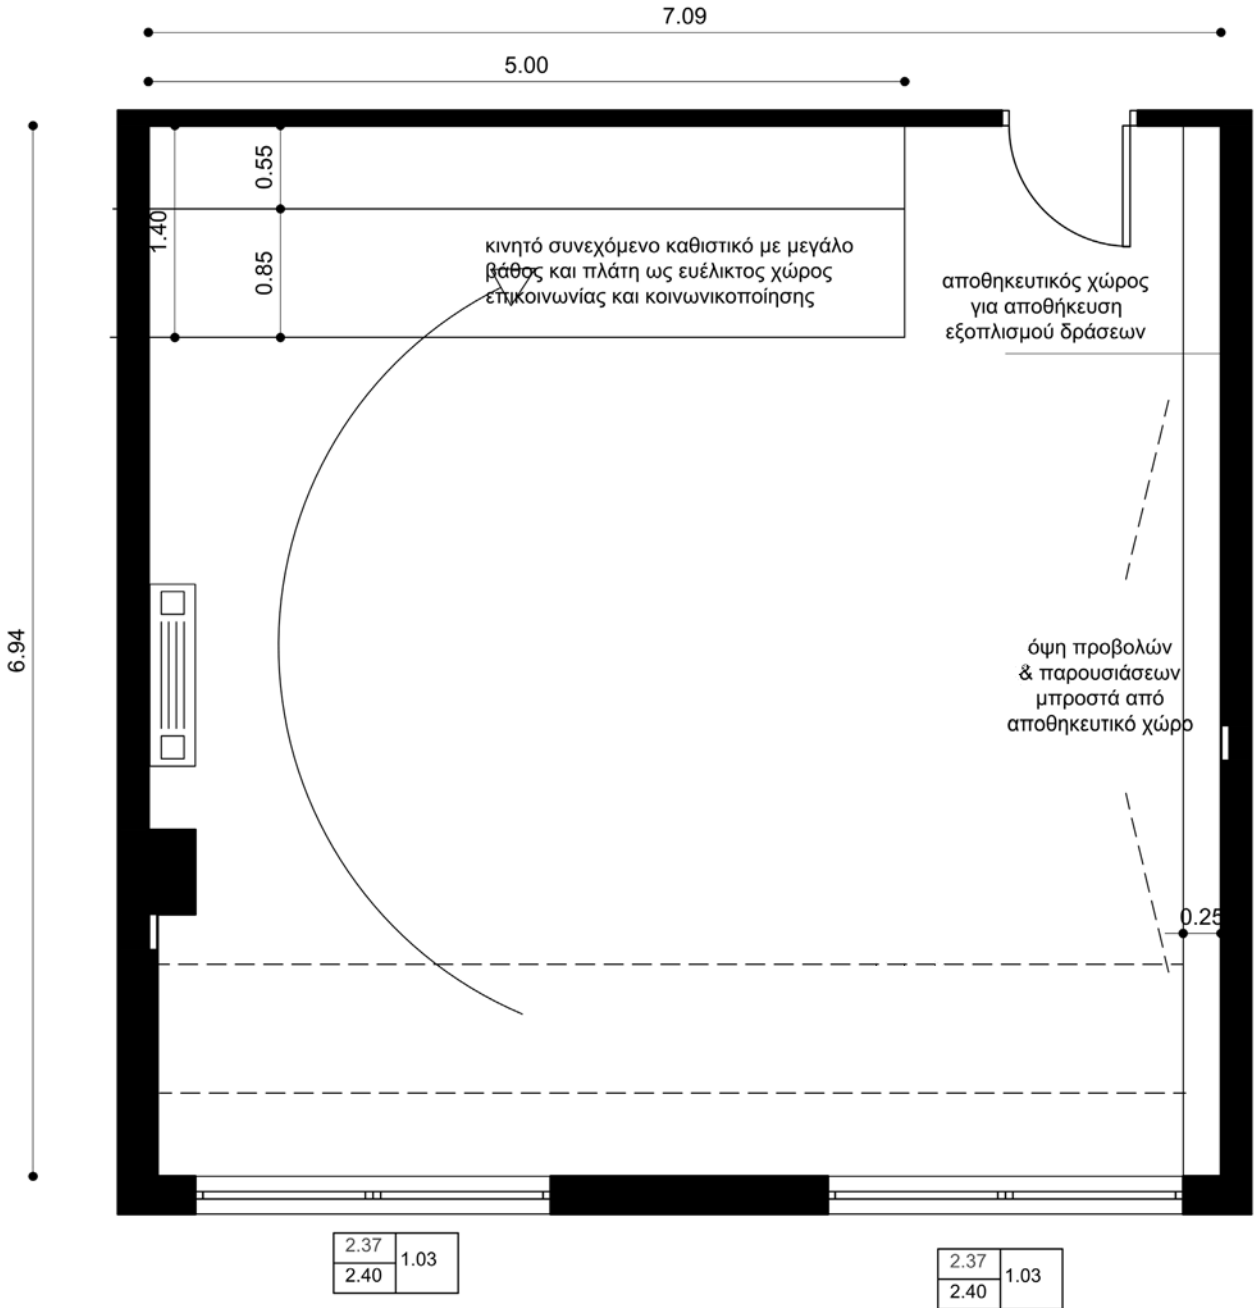 7.09
5.00
0.55
1.40
0.85
κινητό συνεχόμενο καθιστικό με μεγάλο
βάθος και πλάτη ως ευέλικτος χώρος
επικοινωνίας και κοινωνικοποίησης
αποθηκευτικός χώρος
για αποθήκευση
εξοπλισμού δράσεων
6.94
όψη προβολών
& παρουσιάσεων
μπροστά από
αποθηκευτικό χώρο
0.25
2.37
1.03
2.40
2.37
1.03
2.40